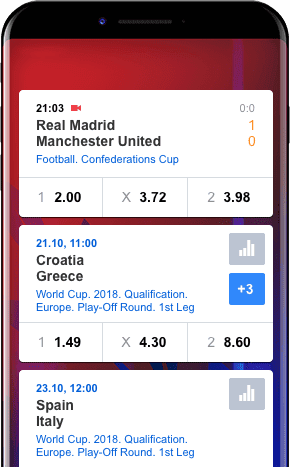 21:03 0:0
Real Madrid 1
Manchester United 0
Football. Confederations Cup
1 2.00 X 3.72 2 3.98
21.10, 11:00
Croatia
Greece
+3
World Cup. 2018. Qualification.
Europe. Play-Off Round. 1st Leg
1 1.49 X 4.30 2 8.60
23.10, 12:00
Spain
Italy
World Cup. 2018. Qualification.
Europe. Play-Off Round. 1st Leg